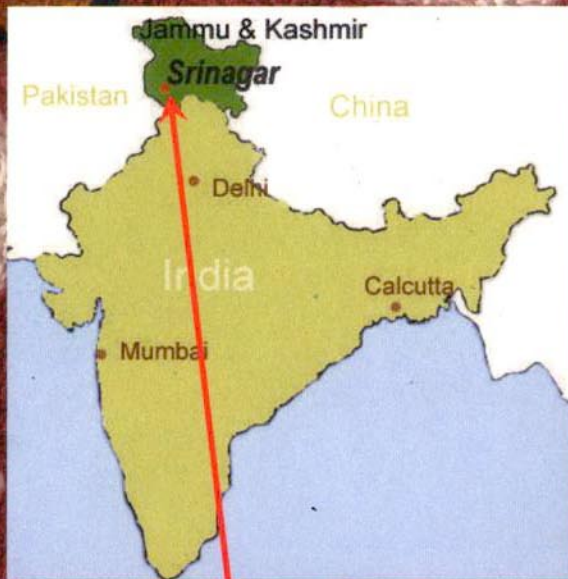 Jammu & Kashmir
Srinagar
Pakistan
China
Delhi
India
Calcutta
Mumbai